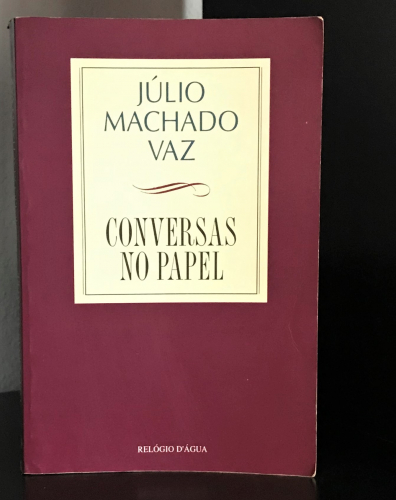 JÚLIO
MACHADO
VAZ
CONVERSAS
NO PAPEL
RELÓGIO D'ÁGUA